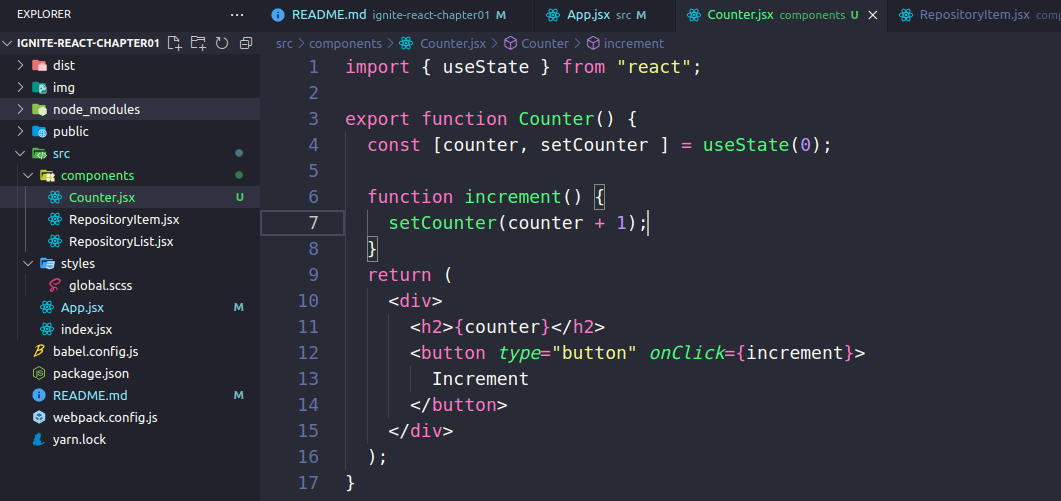 EXPLORER ···
IGNITE-REACT-CHAPTER01
dist
img
node_modules
public
src
components
Counter.jsx U
RepositoryItem.jsx
RepositoryList.jsx
styles
global.scss
App.jsx M
index.jsx
babel.config.js
package.json
README.md M
webpack.config.js
yarn.lock
README.md ignite-react-chapter01 M
App.jsx src M
Counter.jsx components U
RepositoryItem.jsx
src > components > Counter.jsx > Counter > increment
1 import { useState } from "react";
2
3 export function Counter() {
4 const [counter, setCounter ] = useState(0);
5
6 function increment() {
7 setCounter(counter + 1);
8 }
9 return (
10 <div>
11 <h2>{counter}</h2>
12 <button type="button" onClick={increment}>
13 Increment
14 </button>
15 </div>
16 );
17 }